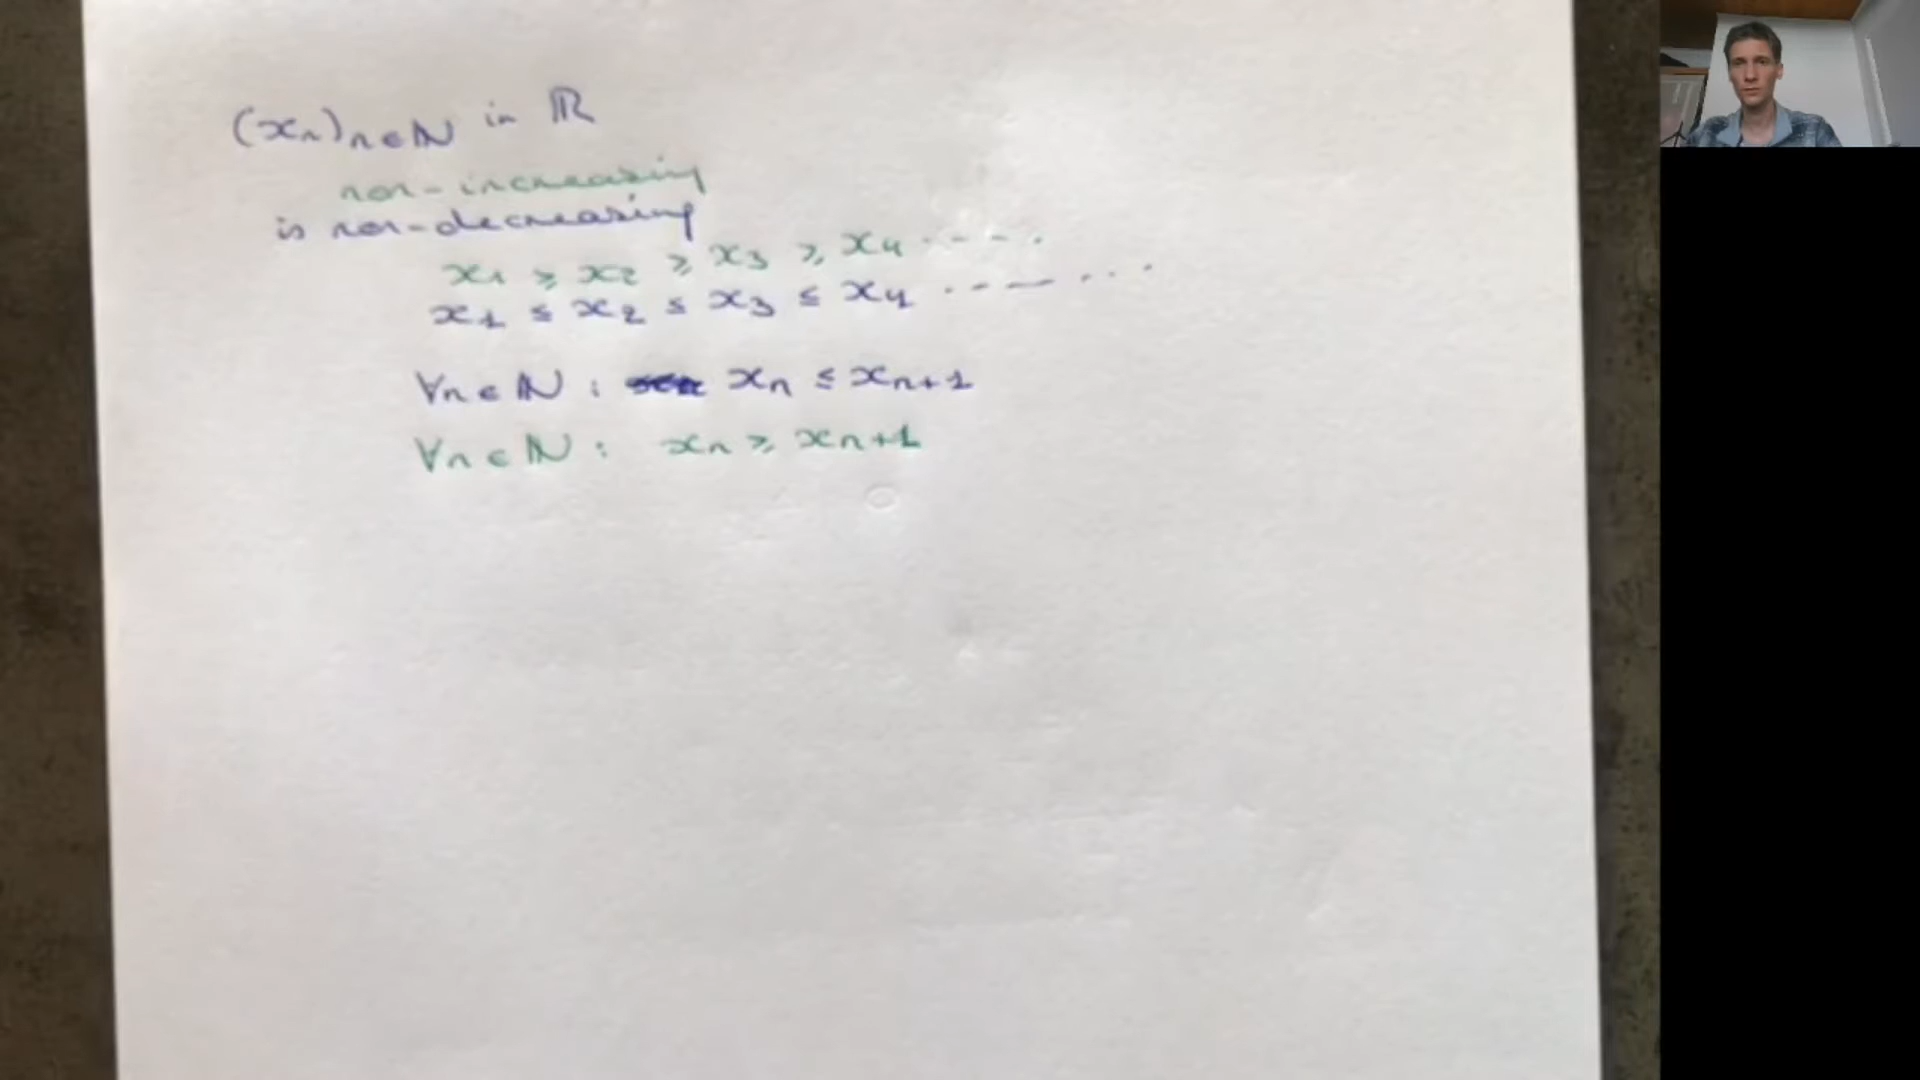 (xₙ)ₙ∈ℕ in ℝ
non-increasing
is non-decreasing
x₁ ≥ x₂ ≥ x₃ ≥ x₄ ----.
x₁ ≤ x₂ ≤ x₃ ≤ x₄ .--—...
∀n∈ℕ : xₙ ≤ xₙ₊₁
∀n∈ℕ : xₙ ≥ xₙ₊₁